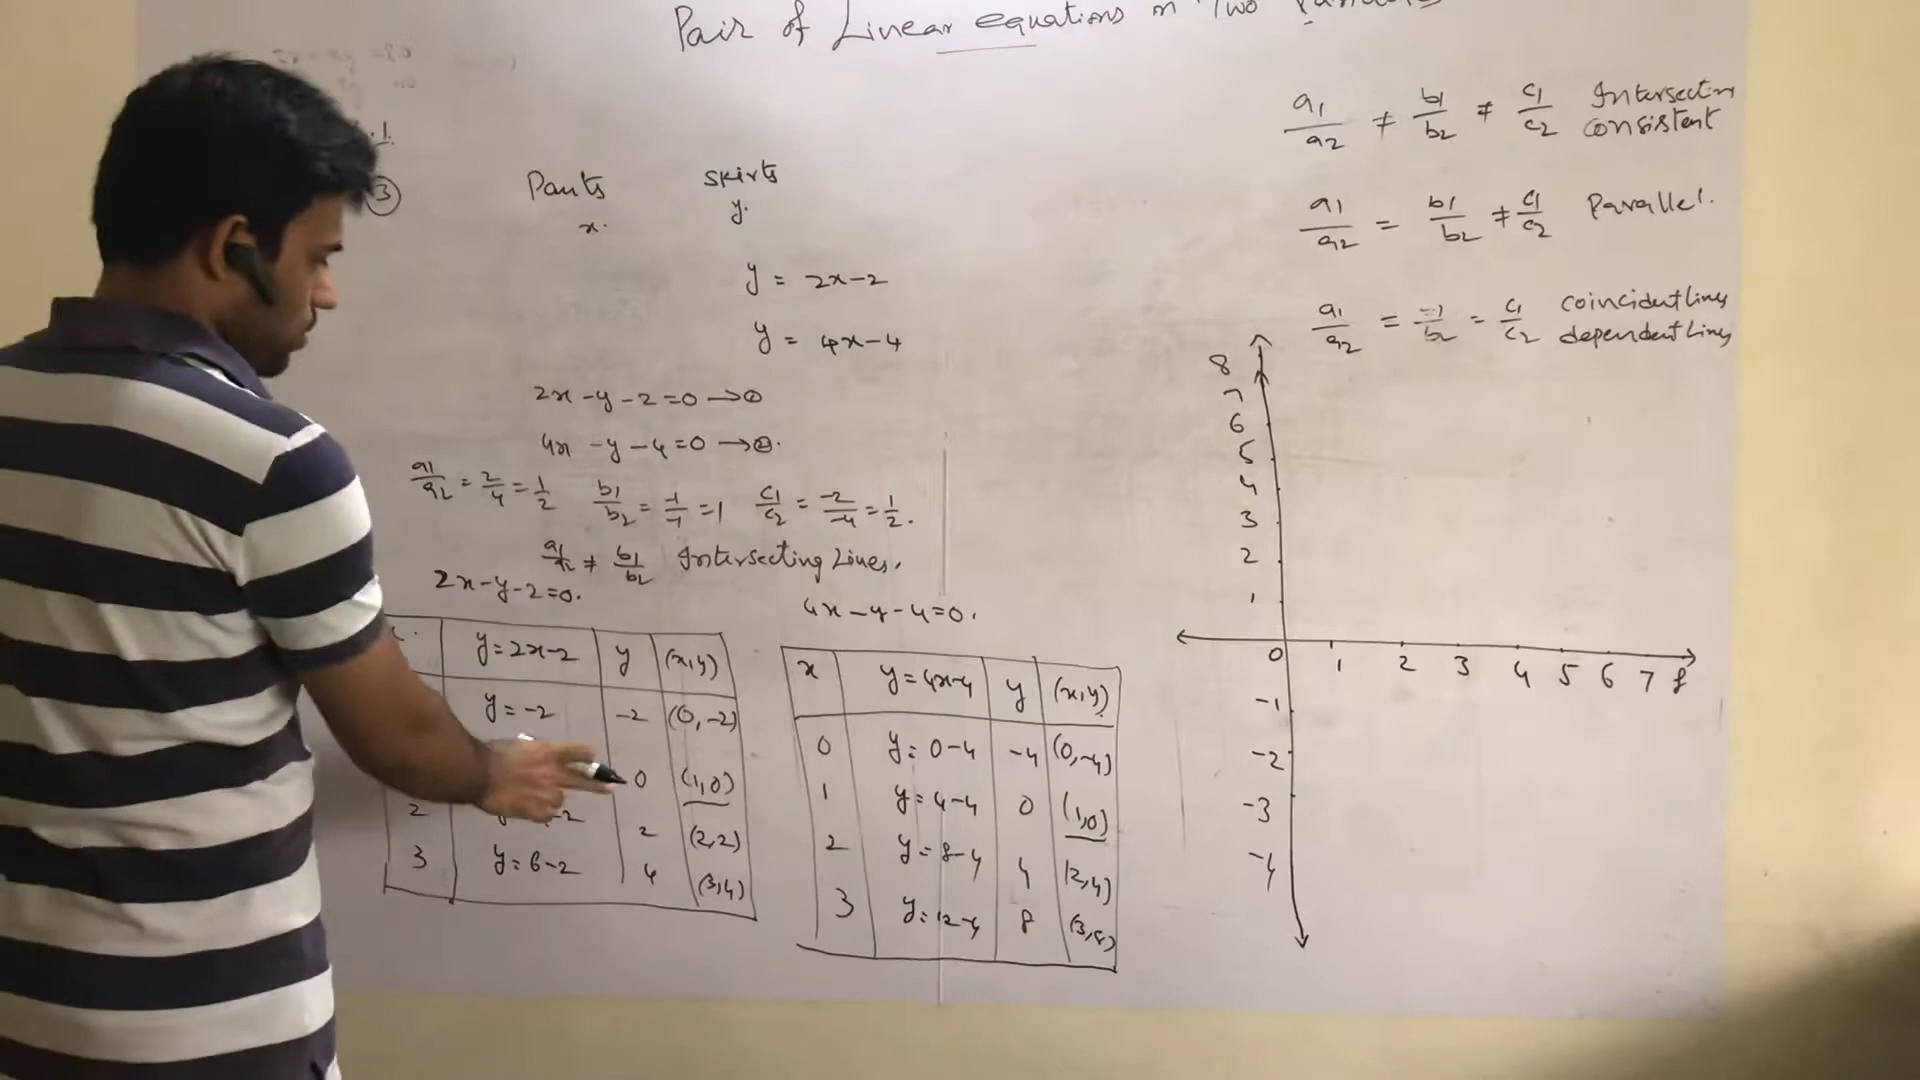 Pair of Linear equations in Two
3
Pants skirts
x. y.
y = 2x-2
y = 4x-4
2x-y-2=0 →①
4x-y-4=0 →②.
a1/a2 = 2/4 = 1/2 b1/b2 = -1/-1 = 1 c1/c2 = -2/-4 = 1/2.
a1/a2 ≠ b1/b2 Intersecting Lines.
2x-y-2=0.
y=2x-2 y (x,y)
y=-2 -2 (0,-2)
0 (1,0)
2 2 (2,2)
3 y=6-2 4 (3,4)
4x-y-4=0.
x y=4x-4 y (x,y)
0 y=0-4 -4 (0,-4)
1 y=4-4 0 (1,0)
2 y=8-4 4 (2,4)
3 y=12-4 8 (3,8)
a1/a2 ≠ b1/b2 ≠ c1/c2 Intersecting
consistent
a1/a2 = b1/b2 ≠ c1/c2 Parallel.
a1/a2 = b1/b2 = c1/c2 coincident Lines
dependent Lines
8
7
6
5
4
3
2
1
0 1 2 3 4 5 6 7 8
-1
-2
-3
-4